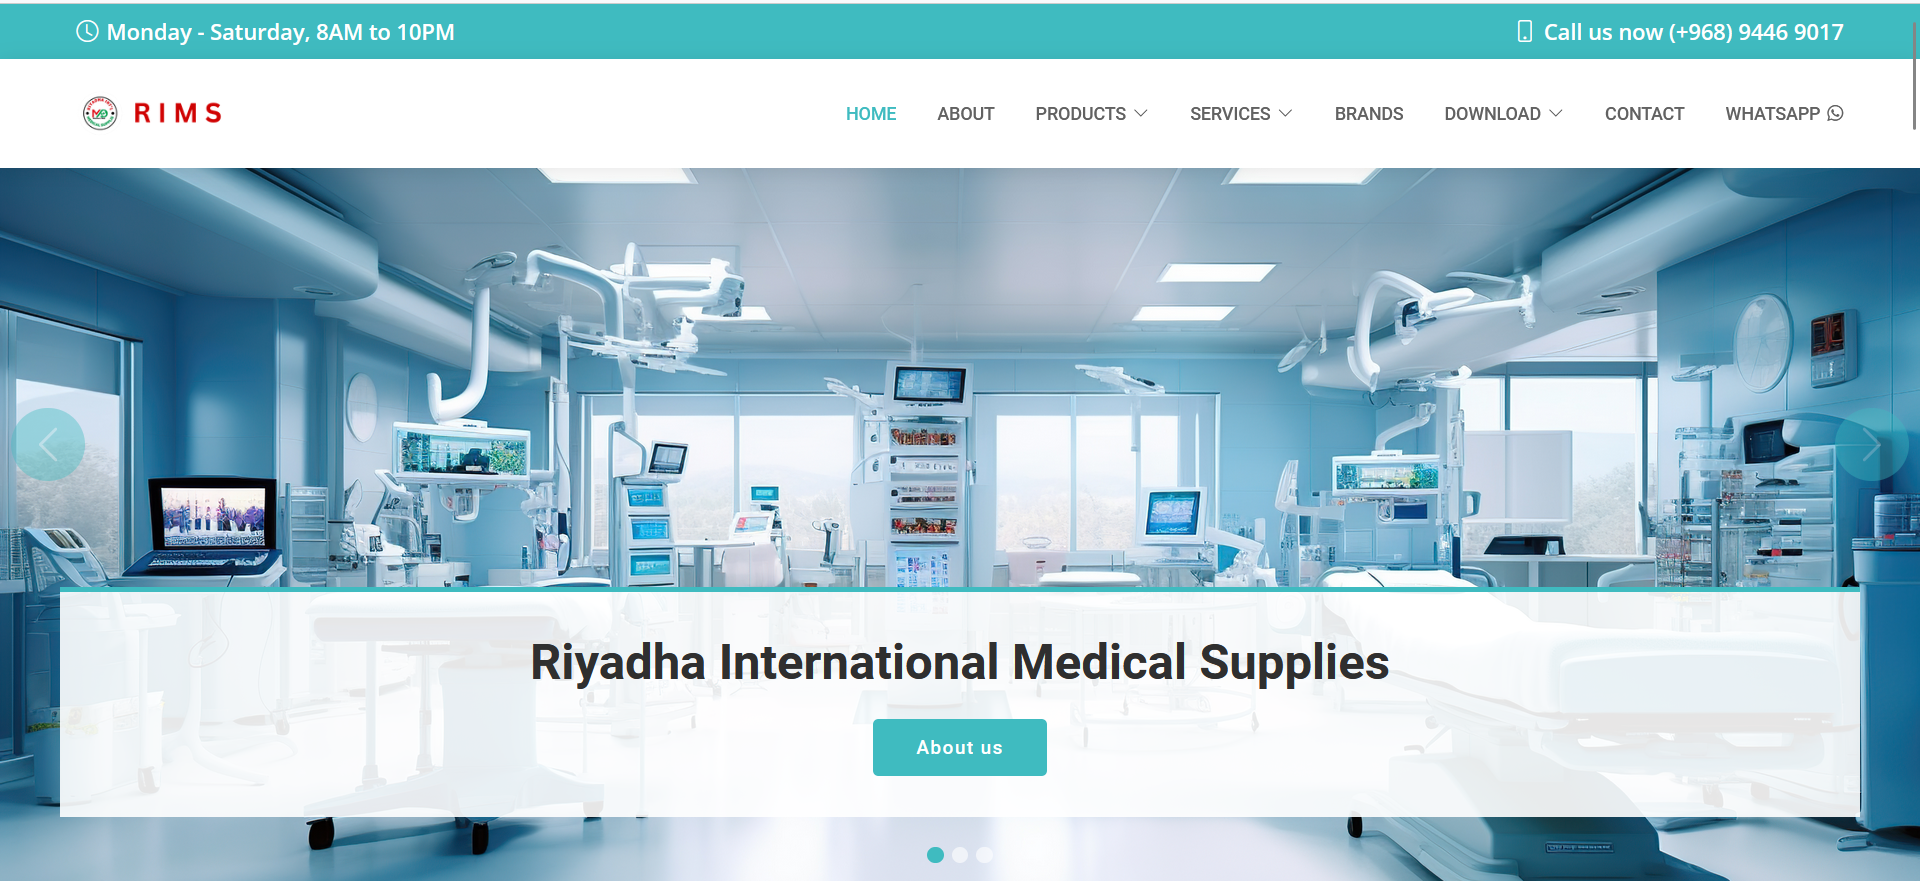 Monday - Saturday, 8AM to 10PM
Call us now (+968) 9446 9017
RIMS
HOME ABOUT PRODUCTS SERVICES BRANDS DOWNLOAD CONTACT WHATSAPP
Riyadha International Medical Supplies
About us